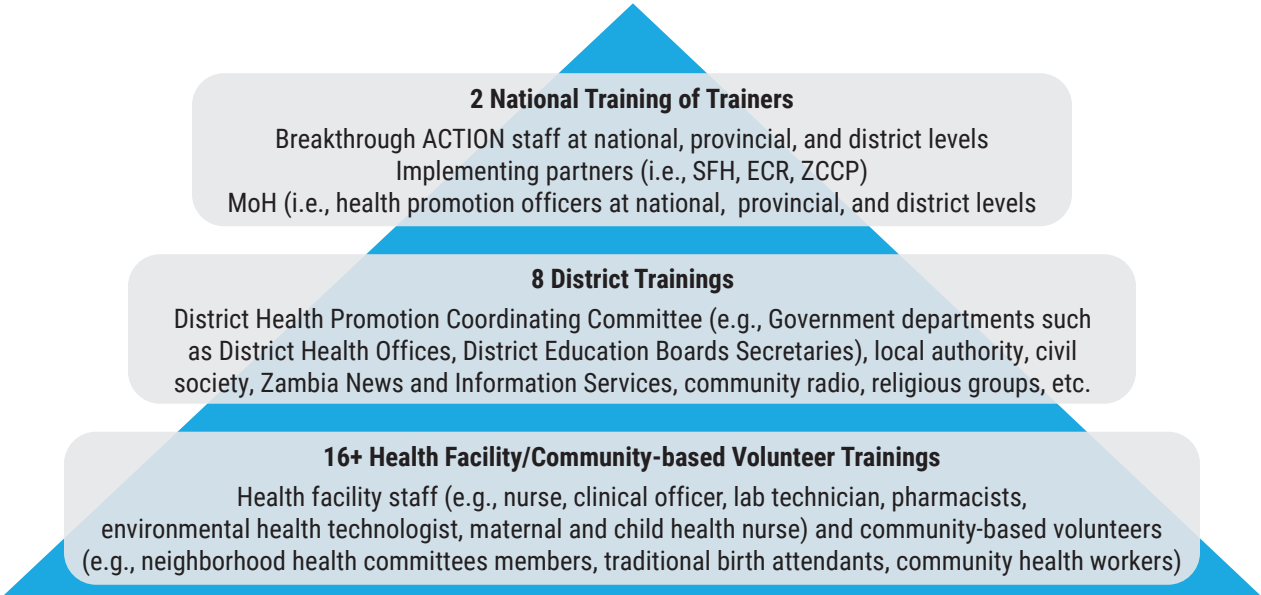 2 National Training of Trainers
Breakthrough ACTION staff at national, provincial, and district levels
Implementing partners (i.e., SFH, ECR, ZCCP)
MoH (i.e., health promotion officers at national, provincial, and district levels
8 District Trainings
District Health Promotion Coordinating Committee (e.g., Government departments such
as District Health Offices, District Education Boards Secretaries), local authority, civil
society, Zambia News and Information Services, community radio, religious groups, etc.
16+ Health Facility/Community-based Volunteer Trainings
Health facility staff (e.g., nurse, clinical officer, lab technician, pharmacists,
environmental health technologist, maternal and child health nurse) and community-based volunteers
(e.g., neighborhood health committees members, traditional birth attendants, community health workers)